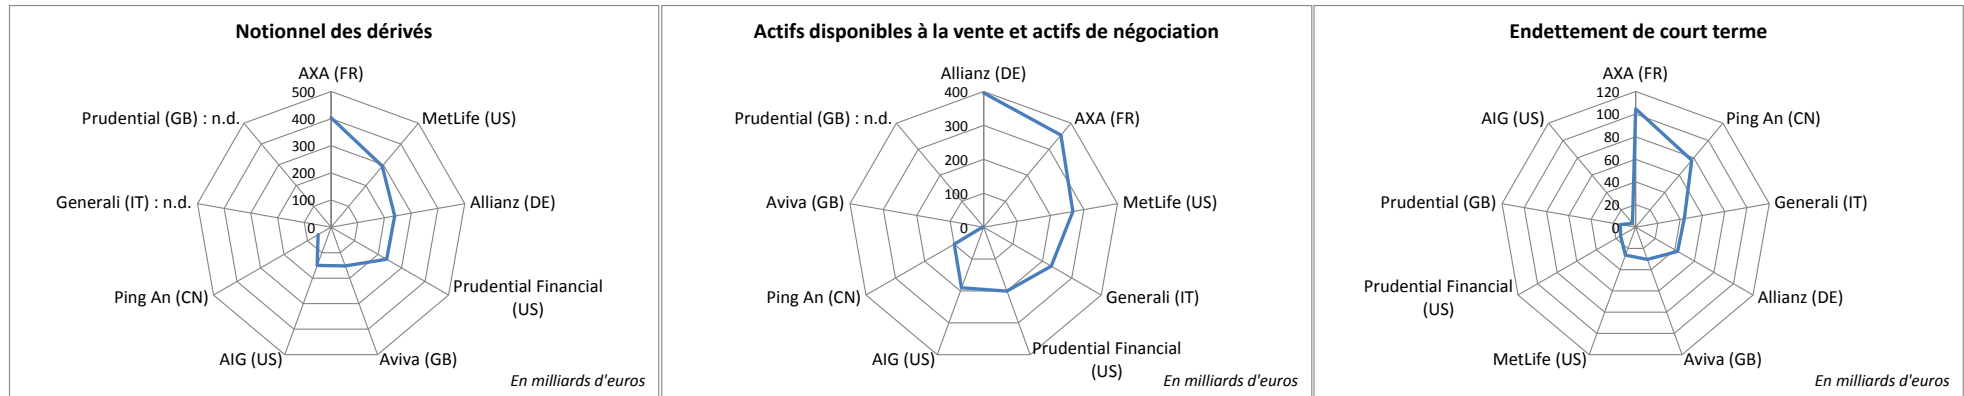 Notionnel des dérivés
AXA (FR)
500
400
300
200
100
0
MetLife (US)
Allianz (DE)
Prudential Financial
(US)
Aviva (GB)
AIG (US)
Ping An (CN)
Generali (IT) : n.d.
Prudential (GB) : n.d.
En milliards d'euros
Actifs disponibles à la vente et actifs de négociation
Allianz (DE)
400
300
200
100
0
AXA (FR)
MetLife (US)
Generali (IT)
Prudential Financial
(US)
AIG (US)
Ping An (CN)
Aviva (GB)
Prudential (GB) : n.d.
En milliards d'euros
Endettement de court terme
AXA (FR)
120
100
80
60
40
20
0
Ping An (CN)
Generali (IT)
Allianz (DE)
Aviva (GB)
MetLife (US)
Prudential Financial
(US)
Prudential (GB)
AIG (US)
En milliards d'euros